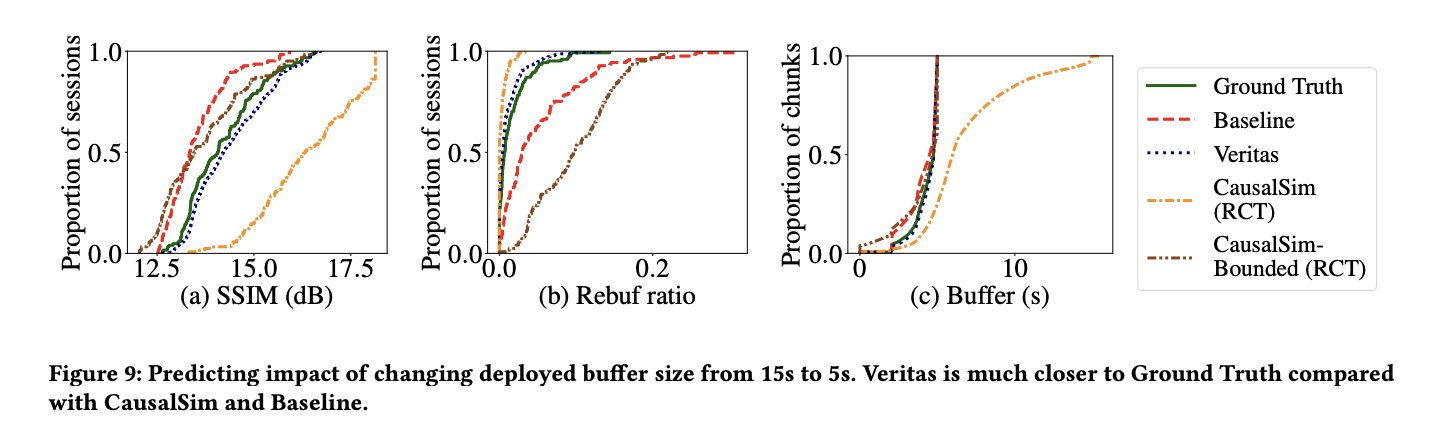 Proportion of sessions
1.0
0.5
0.0
12.5 15.0 17.5
(a) SSIM (dB)
Proportion of sessions
1.0
0.5
0.0
0.0 0.2
(b) Rebuf ratio
Proportion of chunks
1.0
0.5
0.0
0 10
(c) Buffer (s)
Ground Truth
Baseline
Veritas
CausalSim
(RCT)
CausalSim-
Bounded (RCT)
Figure 9: Predicting impact of changing deployed buffer size from 15s to 5s. Veritas is much closer to Ground Truth compared
with CausalSim and Baseline.